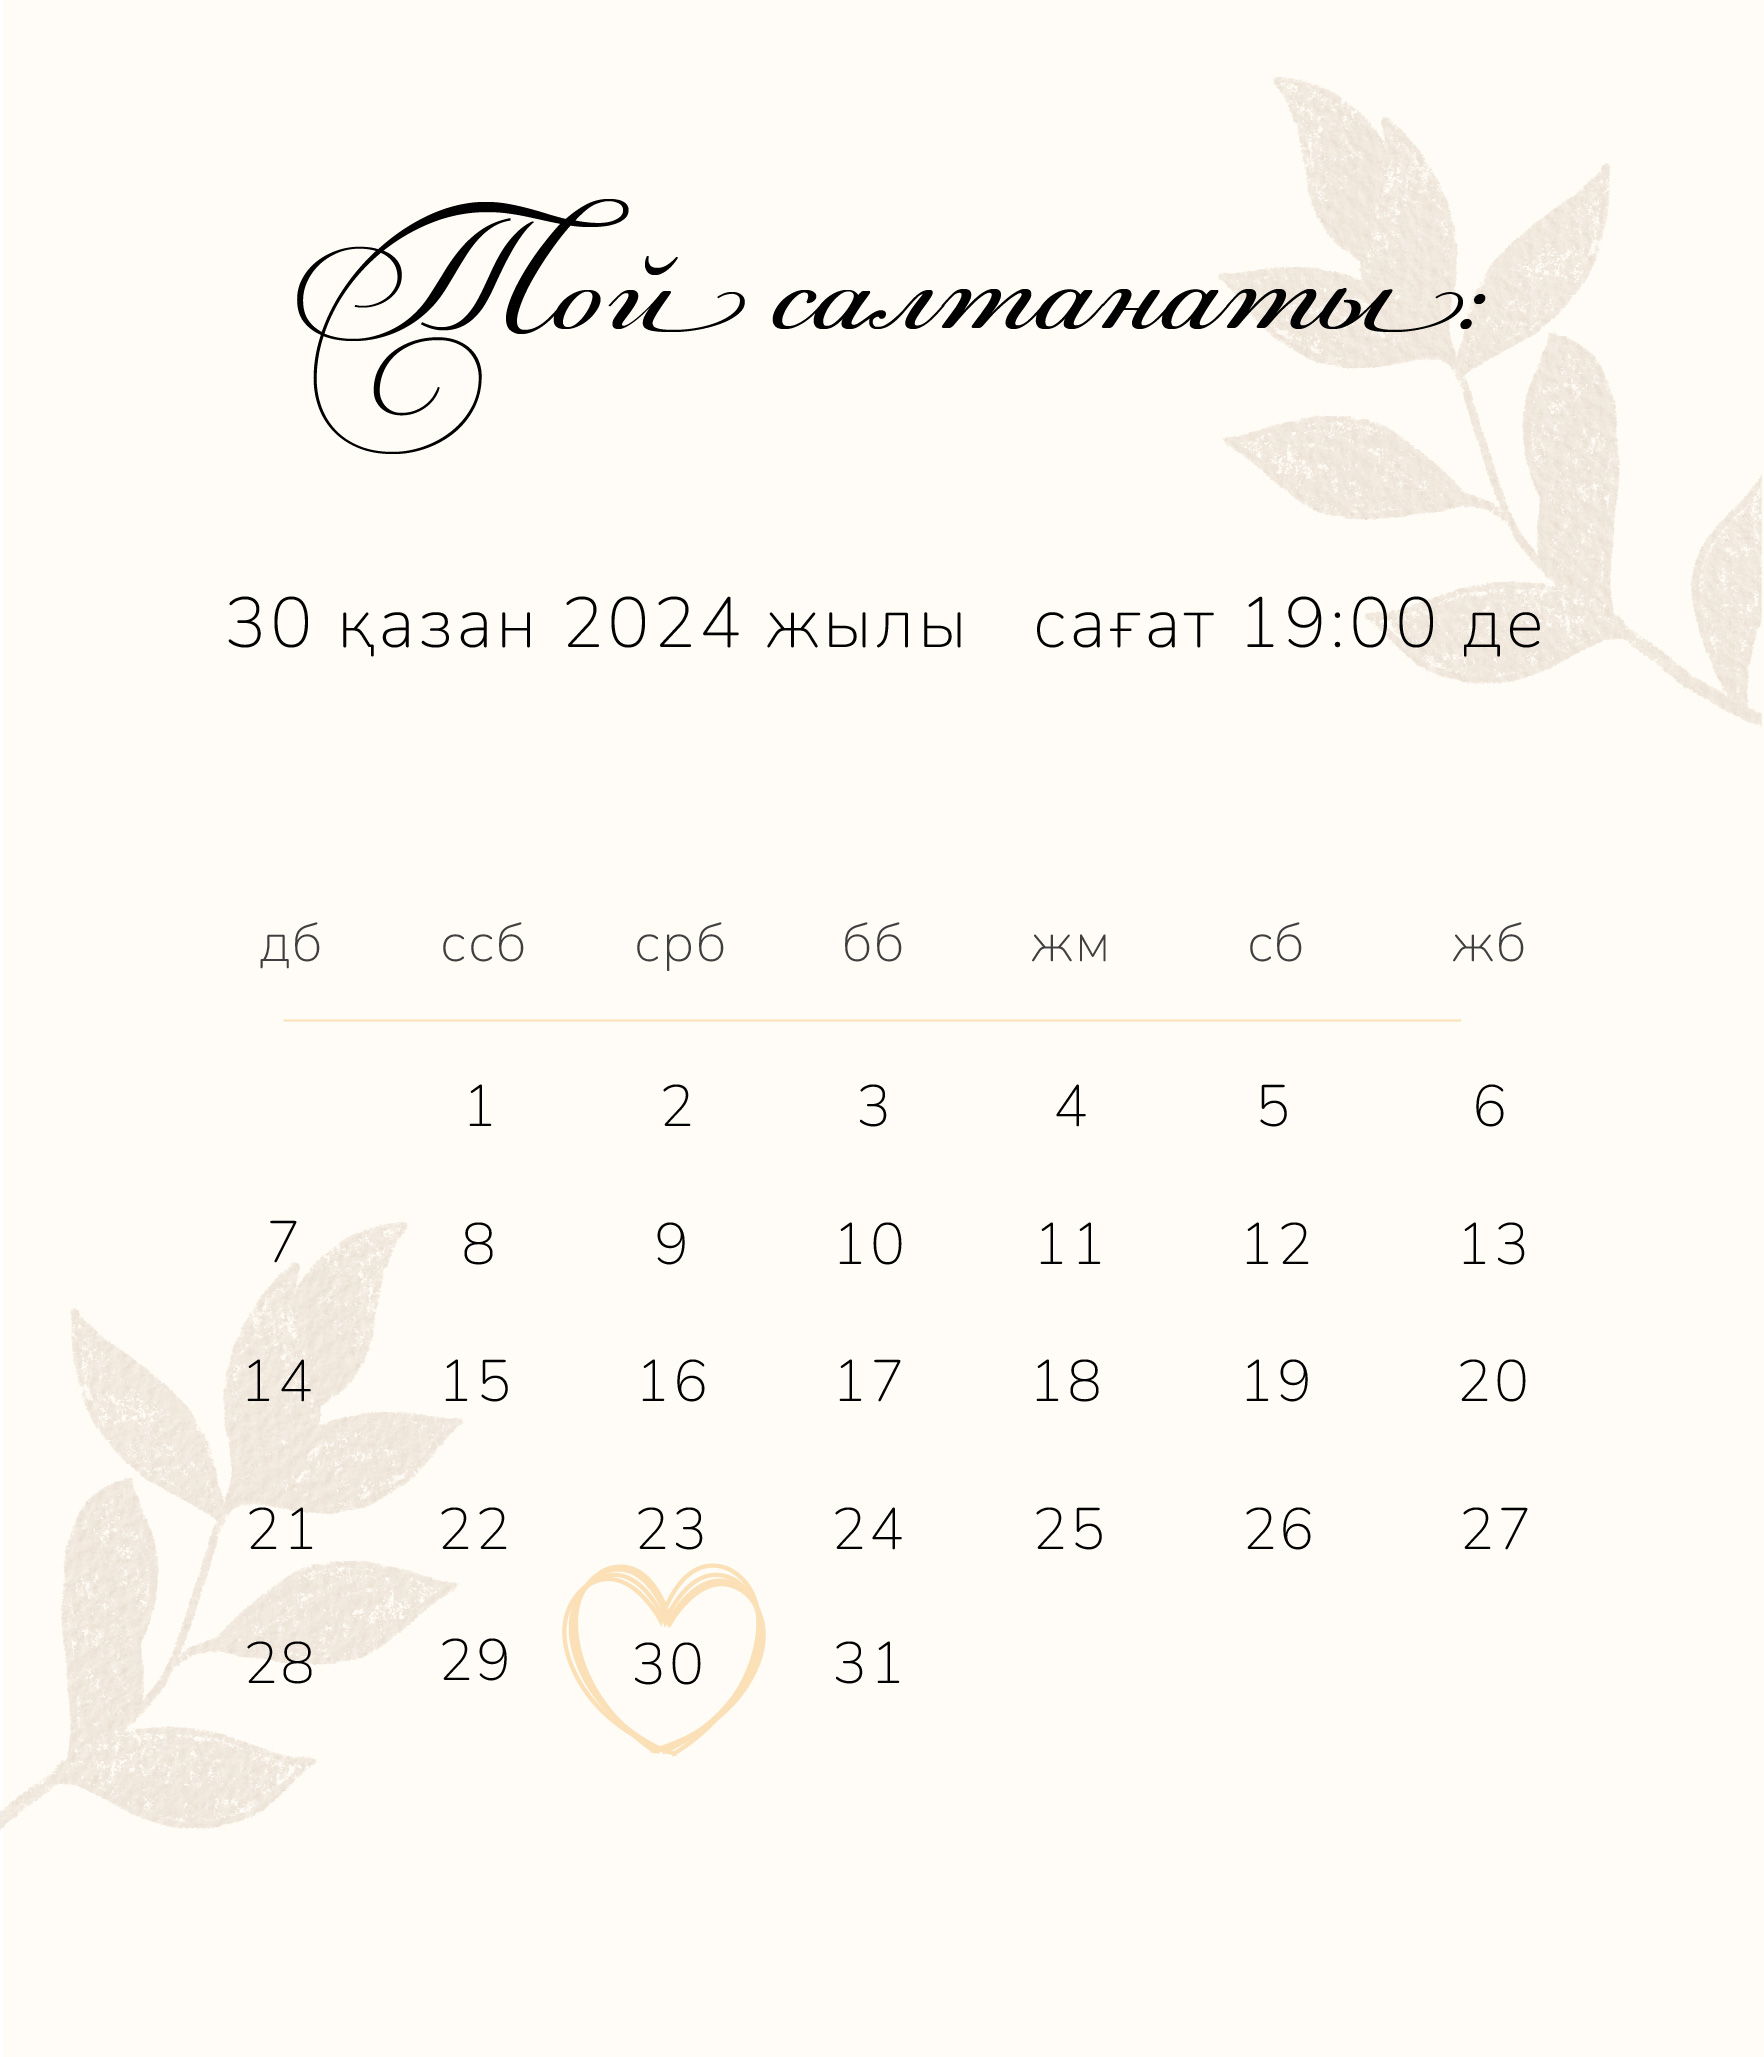 Той салтанаты:
30 қазан 2024 жылы сағат 19:00 де
дб ссб срб бб жм сб жб
1 2 3 4 5 6
7 8 9 10 11 12 13
14 15 16 17 18 19 20
21 22 23 24 25 26 27
28 29 30 31